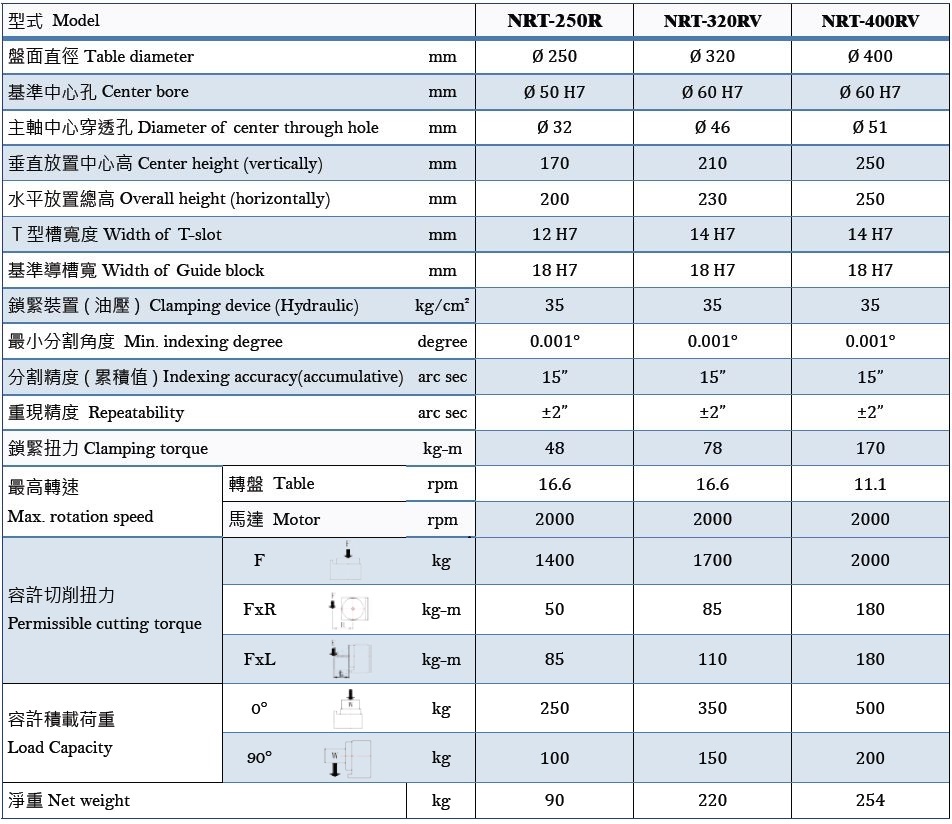 型式 Model NRT-250R NRT-320RV NRT-400RV
盤面直徑 Table diameter mm Ø 250 Ø 320 Ø 400
基準中心孔 Center bore mm Ø 50 H7 Ø 60 H7 Ø 60 H7
主軸中心穿透孔 Diameter of center through hole mm Ø 32 Ø 46 Ø 51
垂直放置中心高 Center height (vertically) mm 170 210 250
水平放置總高 Overall height (horizontally) mm 200 230 250
T 型槽寬度 Width of T-slot mm 12 H7 14 H7 14 H7
基準導槽寬 Width of Guide block mm 18 H7 18 H7 18 H7
鎖緊裝置 ( 油壓 ) Clamping device (Hydraulic) kg/cm² 35 35 35
最小分割角度 Min. indexing degree degree 0.001° 0.001° 0.001°
分割精度 ( 累積值 ) Indexing accuracy(accumulative) arc sec 15” 15” 15”
重現精度 Repeatability arc sec ±2” ±2” ±2”
鎖緊扭力 Clamping torque kg-m 48 78 170
最高轉速
Max. rotation speed
轉盤 Table rpm 16.6 16.6 11.1
馬達 Motor rpm 2000 2000 2000
容許切削扭力
Permissible cutting torque
F F kg 1400 1700 2000
FxR kg-m 50 85 180
FxL kg-m 85 110 180
容許積載荷重
Load Capacity
0° W kg 250 350 500
90° W kg 100 150 200
淨重 Net weight kg 90 220 254